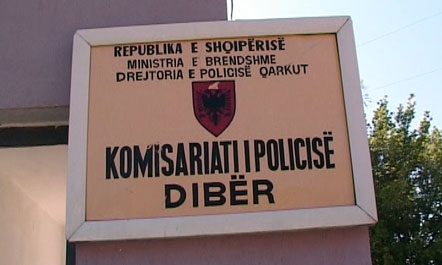 REPUBLIKA E SHQIPËRISË
MINISTRIA E BRENDSHME
DREJTORIA E POLICISË QARKUT
KOMISARIATI I POLICISË
DIBËR